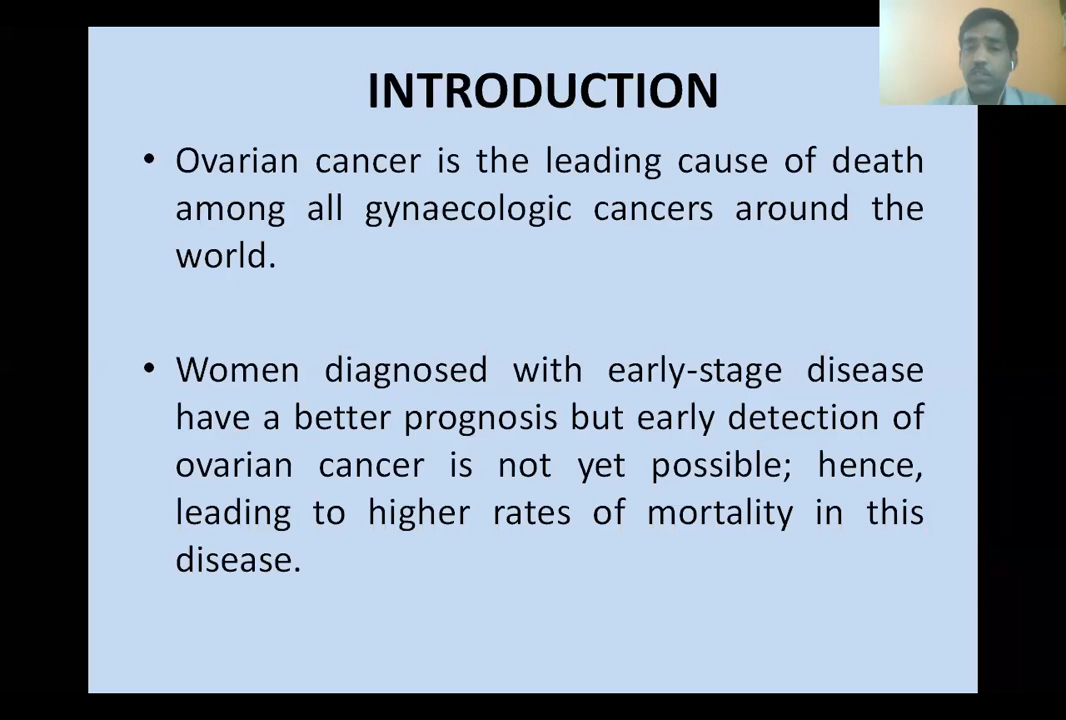 INTRODUCTION
• Ovarian cancer is the leading cause of death
among all gynaecologic cancers around the
world.
• Women diagnosed with early-stage disease
have a better prognosis but early detection of
ovarian cancer is not yet possible; hence,
leading to higher rates of mortality in this
disease.